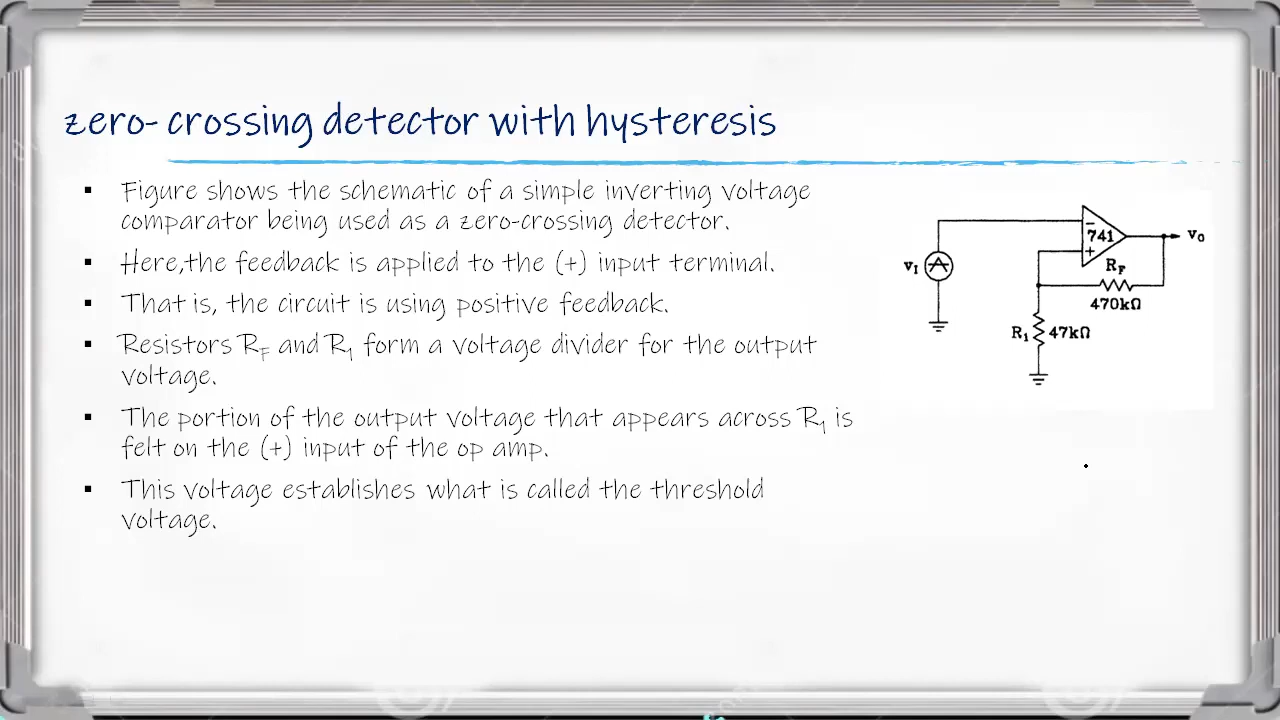 zero- crossing detector with hysteresis
▪ Figure shows the schematic of a simple inverting voltage
comparator being used as a zero-crossing detector.
▪ Here,the feedback is applied to the (+) input terminal.
▪ That is, the circuit is using positive feedback.
▪ Resistors RF and R1 form a voltage divider for the output
voltage.
▪ The portion of the output voltage that appears across R1 is
felt on the (+) input of the op amp.
▪ This voltage establishes what is called the threshold
voltage.
−
741
+
vO
vI
RF
470kΩ
R1 47kΩ